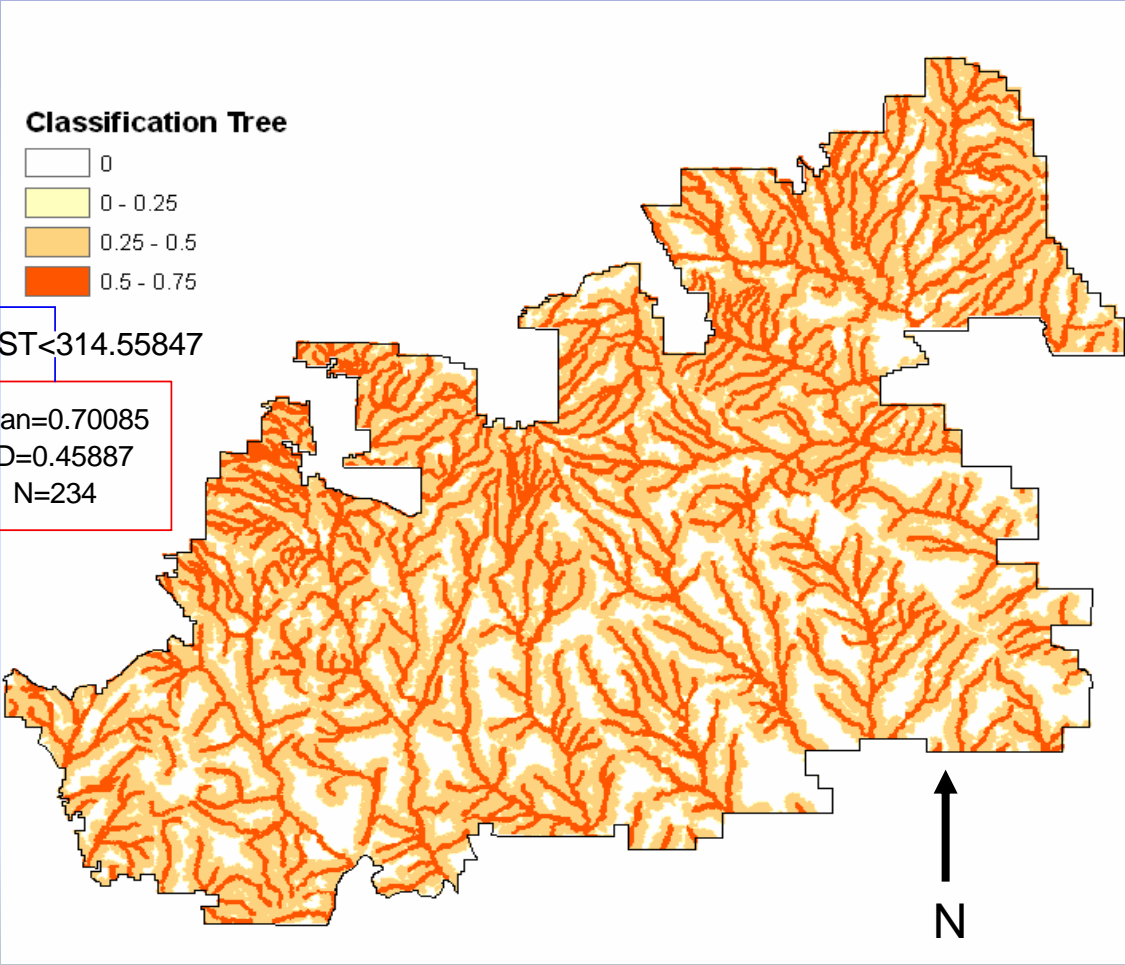 Classification Tree
0
0 - 0.25
0.25 - 0.5
0.5 - 0.75
ST<314.55847
an=0.70085
D=0.45887
N=234
N